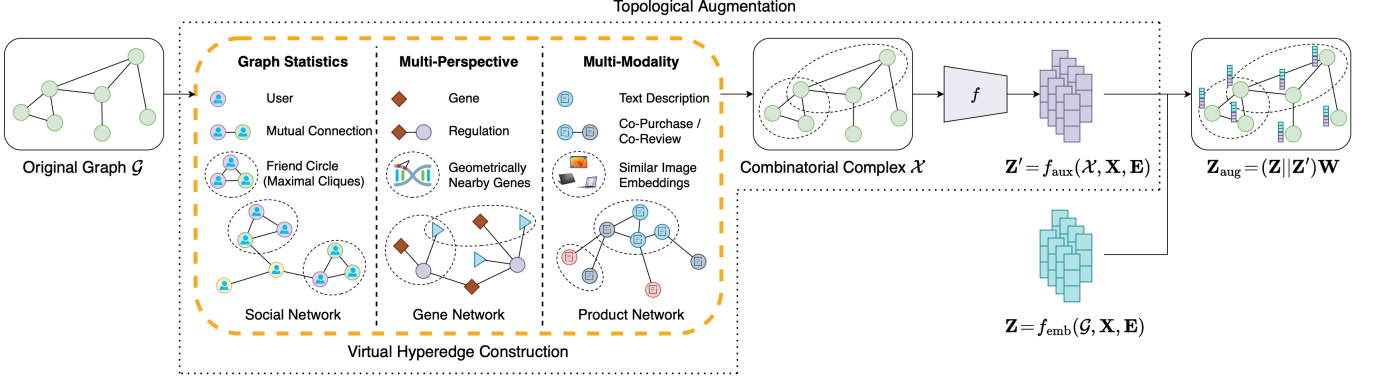 Topological Augmentation
Original Graph 𝒢
Graph Statistics
User
Mutual Connection
Friend Circle
(Maximal Cliques)
Social Network
Multi-Perspective
Gene
Regulation
Geometrically
Nearby Genes
Gene Network
Multi-Modality
Text Description
Co-Purchase /
Co-Review
Similar Image
Embeddings
Product Network
Virtual Hyperedge Construction
Combinatorial Complex 𝒳
f
Z′ = f_aux(𝒳, X, E)
Z = f_emb(𝒢, X, E)
Z_aug = (Z||Z′)W